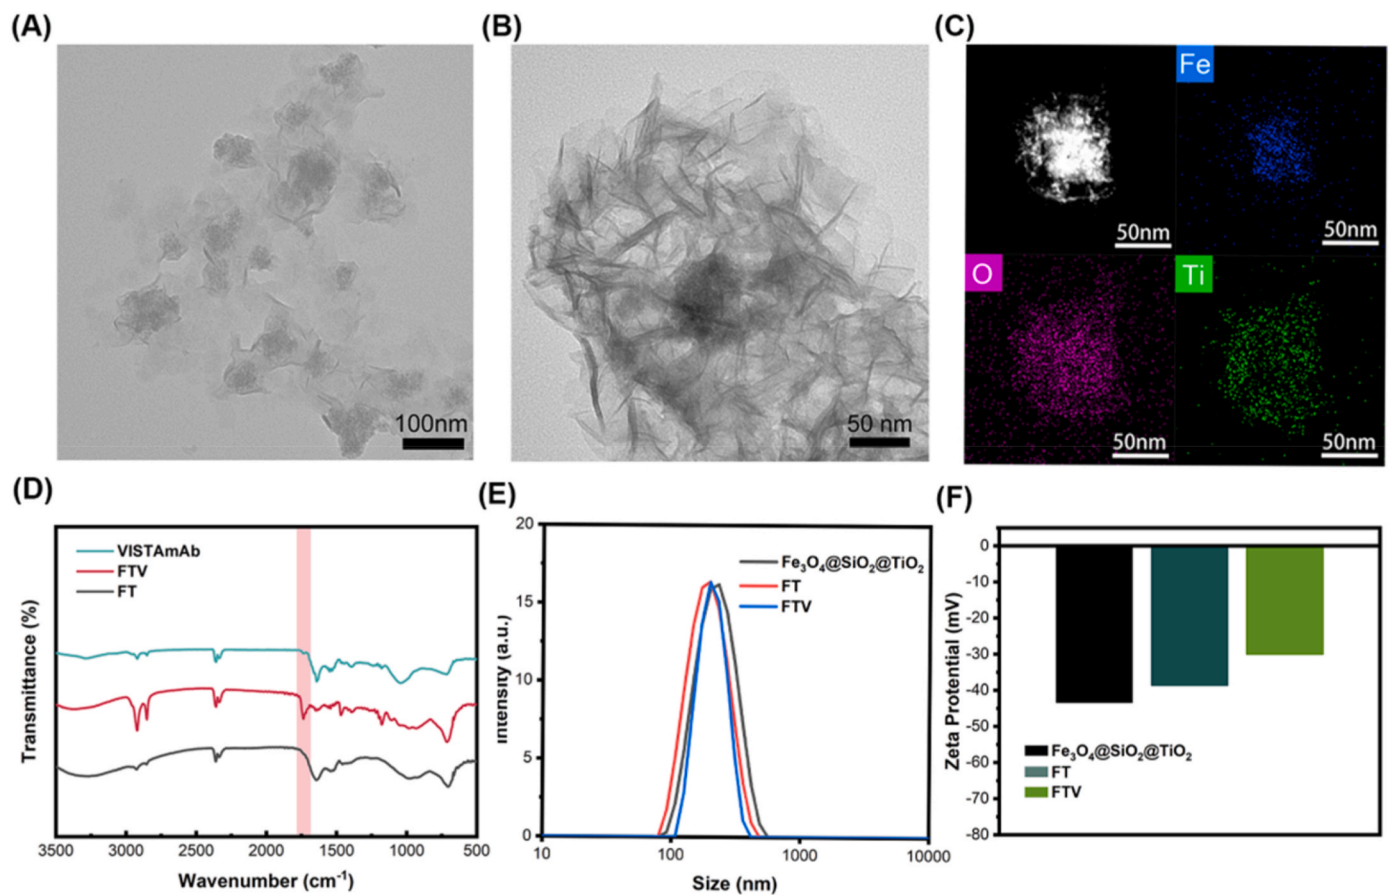 (A)
(B)
(C)
100nm
50 nm
Fe
50nm
50nm
O
Ti
50nm
50nm
(D)
(E)
(F)
VISTAmAb
FTV
FT
Transmittance (%)
3500 3000 2500 2000 1500 1000 500
Wavenumber (cm⁻¹)
20
15
10
5
0
Intensity (a.u.)
Fe₃O₄@SiO₂@TiO₂
FT
FTV
10 100 1000 10000
Size (nm)
0
-10
-20
-30
-40
-50
-60
-70
-80
Zeta Protential (mV)
Fe₃O₄@SiO₂@TiO₂
FT
FTV